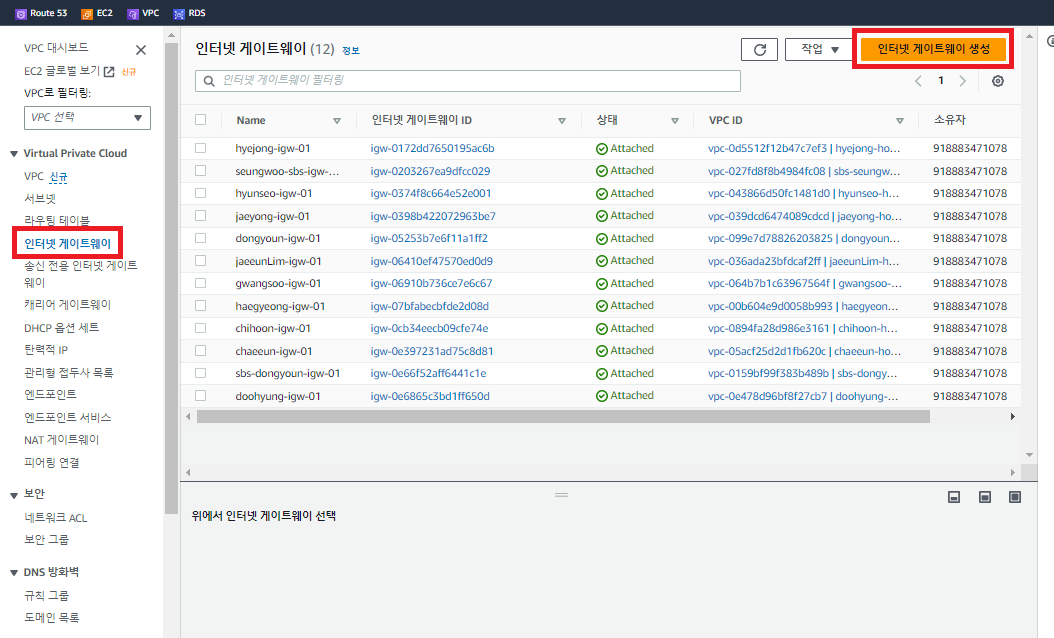 Route 53 EC2 VPC RDS
VPC 대시보드
EC2 글로벌 보기 신규
VPC로 필터링:
VPC 선택
Virtual Private Cloud
VPC 신규
서브넷
라우팅 테이블
인터넷 게이트웨이
송신 전용 인터넷 게이트
웨이
캐리어 게이트웨이
DHCP 옵션 세트
탄력적 IP
관리형 접두사 목록
엔드포인트
엔드포인트 서비스
NAT 게이트웨이
피어링 연결
보안
네트워크 ACL
보안 그룹
DNS 방화벽
규칙 그룹
도메인 목록
인터넷 게이트웨이 (12) 정보
작업
인터넷 게이트웨이 생성
인터넷 게이트웨이 필터링
1
Name 인터넷 게이트웨이 ID 상태 VPC ID 소유자
hyejong-igw-01 igw-0172dd7650195ac6b Attached vpc-0d5512f12b47c7ef3 | hyejong-ho... 918883471078
seungwoo-sbs-igw-... igw-0203267ea9dfcc029 Attached vpc-027fd8f8b4984fc08 | sbs-seungw... 918883471078
hyunseo-igw-01 igw-0374f8c664e52e001 Attached vpc-043866d50fc1481d0 | hyunseo-h... 918883471078
jaeyong-igw-01 igw-0398b422072963be7 Attached vpc-039dcd6474089cdcd | jaeyong-ho... 918883471078
dongyoun-igw-01 igw-05253b7e6f11a1ff2 Attached vpc-099e7d78826203825 | dongyoun... 918883471078
jaeeunLim-igw-01 igw-06410ef47570ed0d9 Attached vpc-036ada23bfdcaf2ff | jaeeunLim-h... 918883471078
gwangsoo-igw-01 igw-06910b736ce7e6c67 Attached vpc-064b7b1c63967564f | gwangsoo-... 918883471078
haegyeong-igw-01 igw-07bfabecbfde2d08d Attached vpc-00b604e9d0058b993 | haegyeon... 918883471078
chihoon-igw-01 igw-0cb34eecb09cfe74e Attached vpc-0894fa28d986e3161 | chihoon-h... 918883471078
chaeeun-igw-01 igw-0e397231ad75c8d81 Attached vpc-05acf25d2d1fb620c | chaeeun-ho... 918883471078
sbs-dongyoun-igw-01 igw-0e66f52aff6441c1e Attached vpc-0159bf99f383b489b | sbs-dongy... 918883471078
doohyung-igw-01 igw-0e6865c3bd1ff650d Attached vpc-0e478d96bf8f27cb7 | doohyung-... 918883471078
위에서 인터넷 게이트웨이 선택